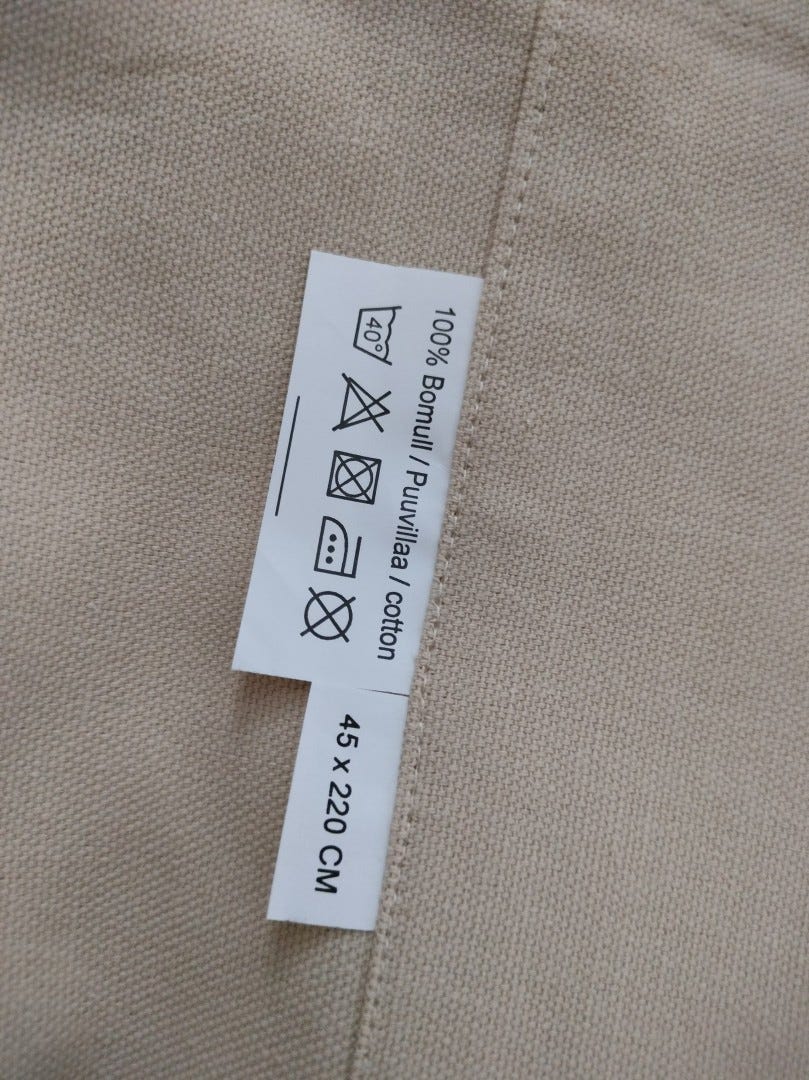 100% Bomull / Puuvillaa / cotton
40°
45 x 220 CM